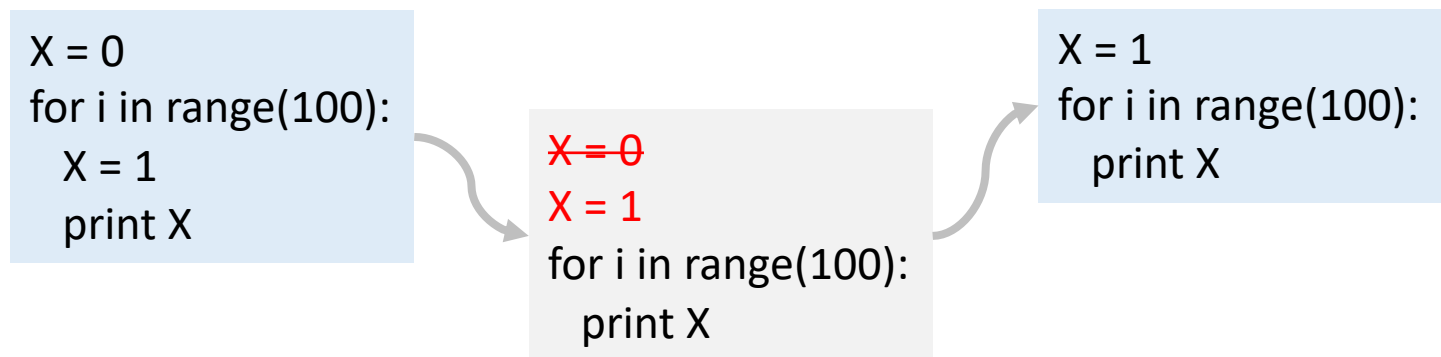 X = 0
for i in range(100):
X = 1
print X
X = 0
X = 1
for i in range(100):
print X
X = 1
for i in range(100):
print X